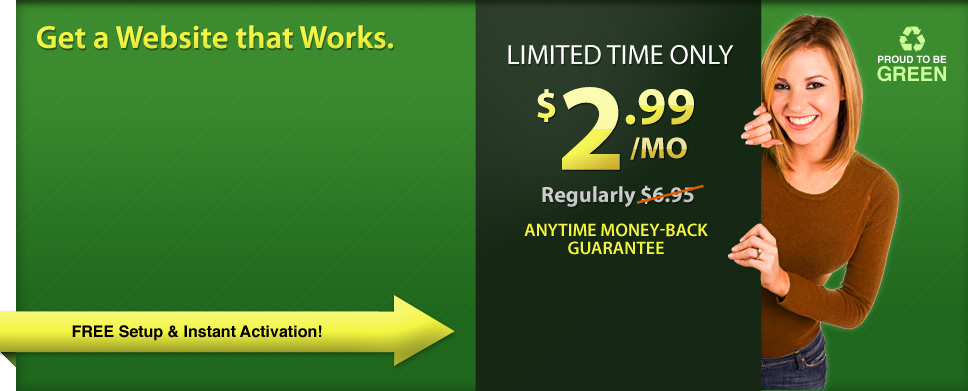 Get a Website that Works.
LIMITED TIME ONLY
$2.99
/MO
Regularly $6.95
ANYTIME MONEY-BACK
GUARANTEE
PROUD TO BE
GREEN
FREE Setup & Instant Activation!